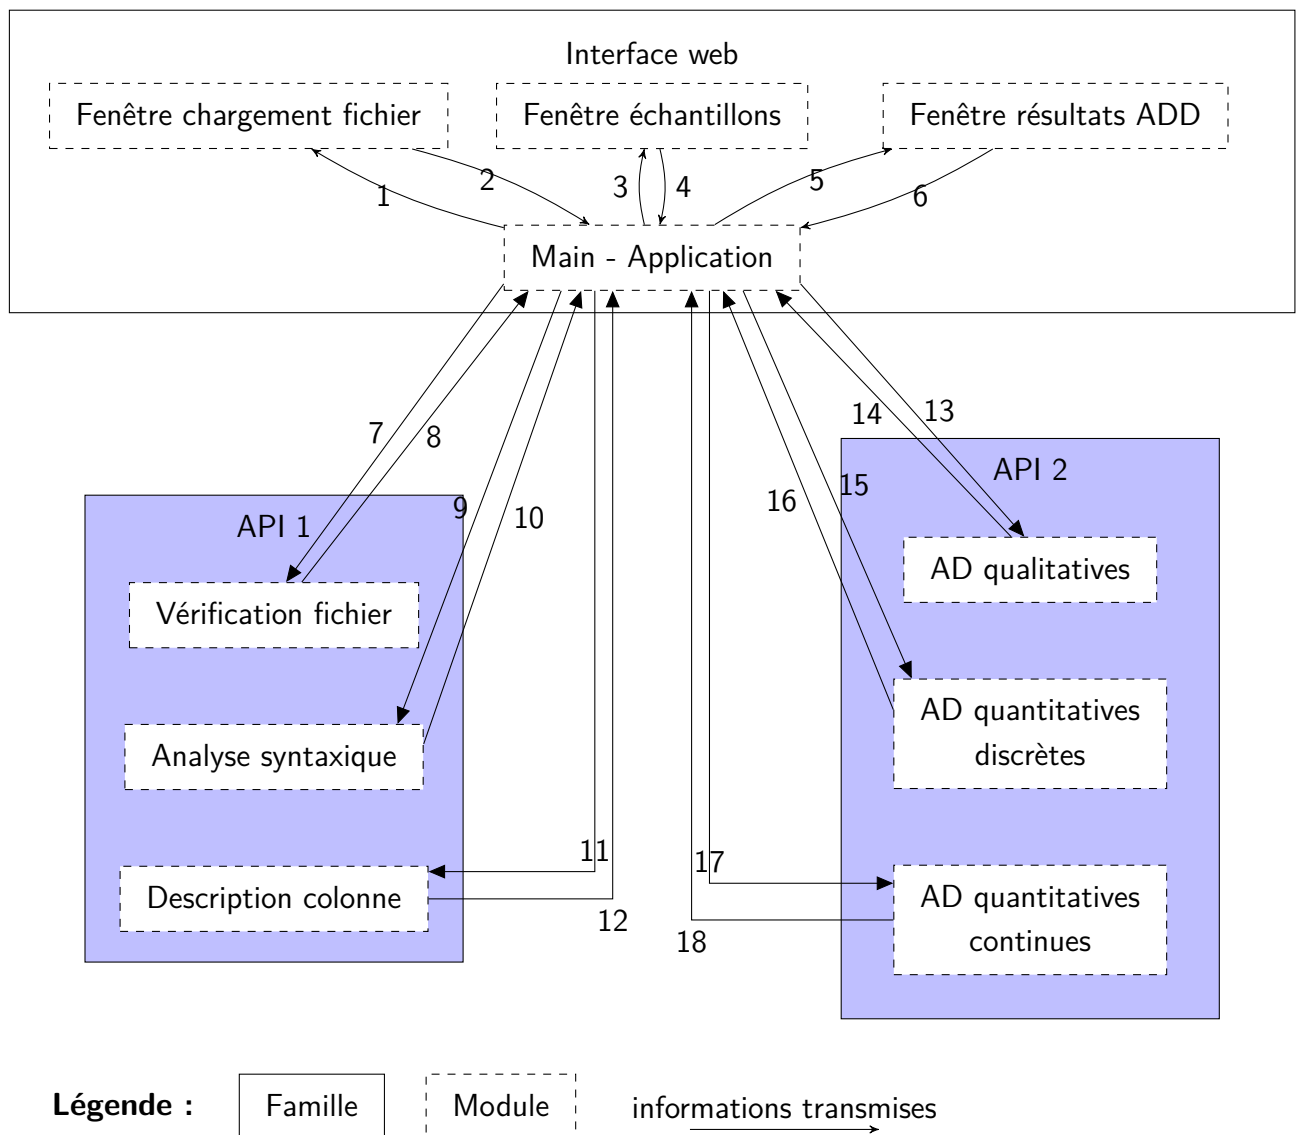 Interface web
Fenêtre chargement fichier
Fenêtre échantillons
Fenêtre résultats ADD
1
2
3
4
5
6
Main - Application
7
8
9
10
14
13
16
15
API 1
Vérification fichier
Analyse syntaxique
Description colonne
11
12
17
18
API 2
AD qualitatives
AD quantitatives
discrètes
AD quantitatives
continues
Légende :
Famille
Module
informations transmises